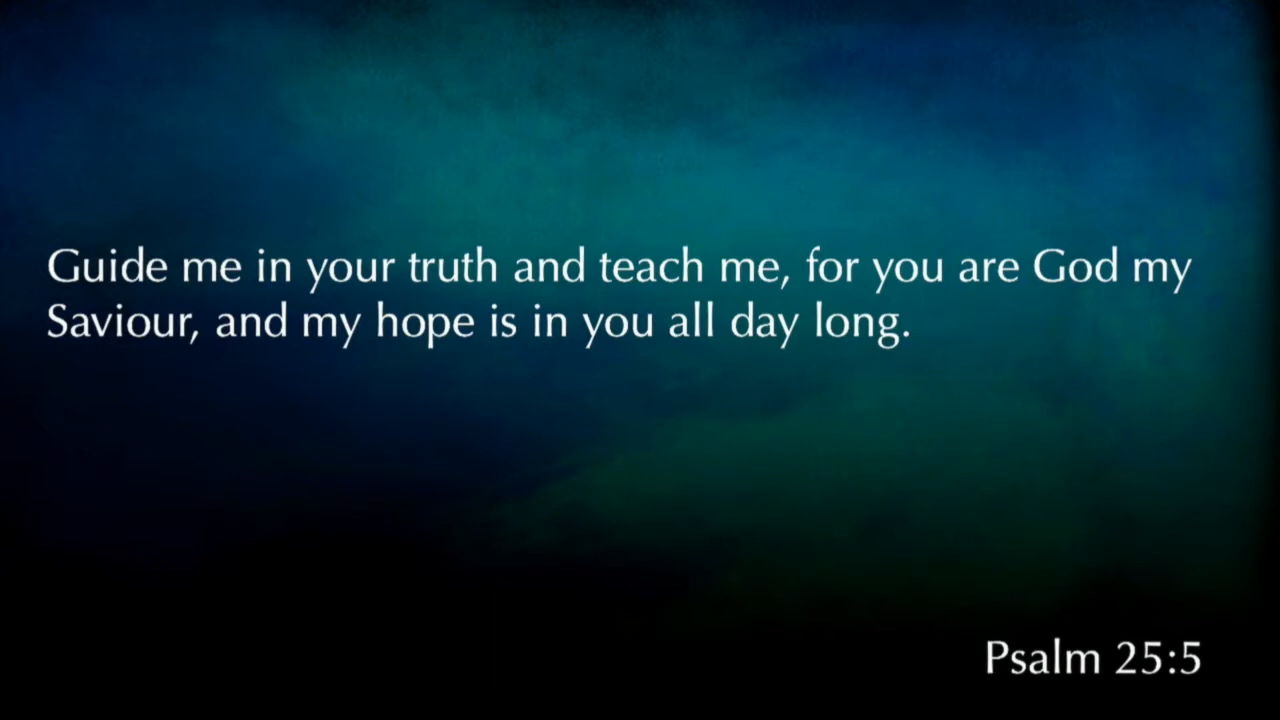 Guide me in your truth and teach me, for you are God my
Saviour, and my hope is in you all day long.
Psalm 25:5